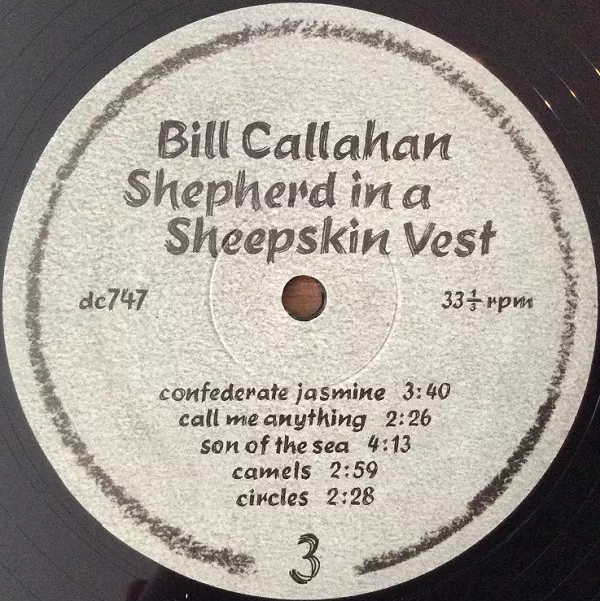 Bill Callahan
Shepherd in a
Sheepskin Vest
dc747
33⅓ rpm
confederate jasmine 3:40
call me anything 2:26
son of the sea 4:13
camels 2:59
circles 2:28
3